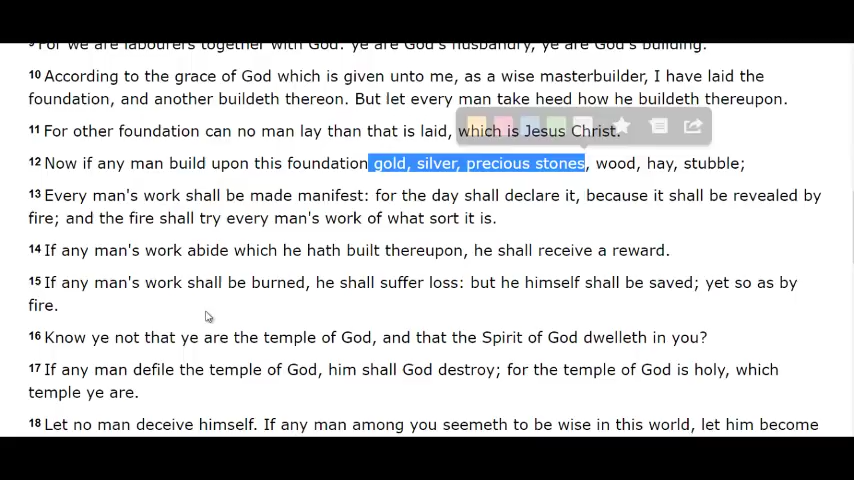 9 For we are labourers together with God: ye are God's husbandry, ye are God's building.
10 According to the grace of God which is given unto me, as a wise masterbuilder, I have laid the
foundation, and another buildeth thereon. But let every man take heed how he buildeth thereupon.
11 For other foundation can no man lay than that is laid, which is Jesus Christ.
12 Now if any man build upon this foundation gold, silver, precious stones, wood, hay, stubble;
13 Every man's work shall be made manifest: for the day shall declare it, because it shall be revealed by
fire; and the fire shall try every man's work of what sort it is.
14 If any man's work abide which he hath built thereupon, he shall receive a reward.
15 If any man's work shall be burned, he shall suffer loss: but he himself shall be saved; yet so as by
fire.
16 Know ye not that ye are the temple of God, and that the Spirit of God dwelleth in you?
17 If any man defile the temple of God, him shall God destroy; for the temple of God is holy, which
temple ye are.
18 Let no man deceive himself. If any man among you seemeth to be wise in this world, let him become